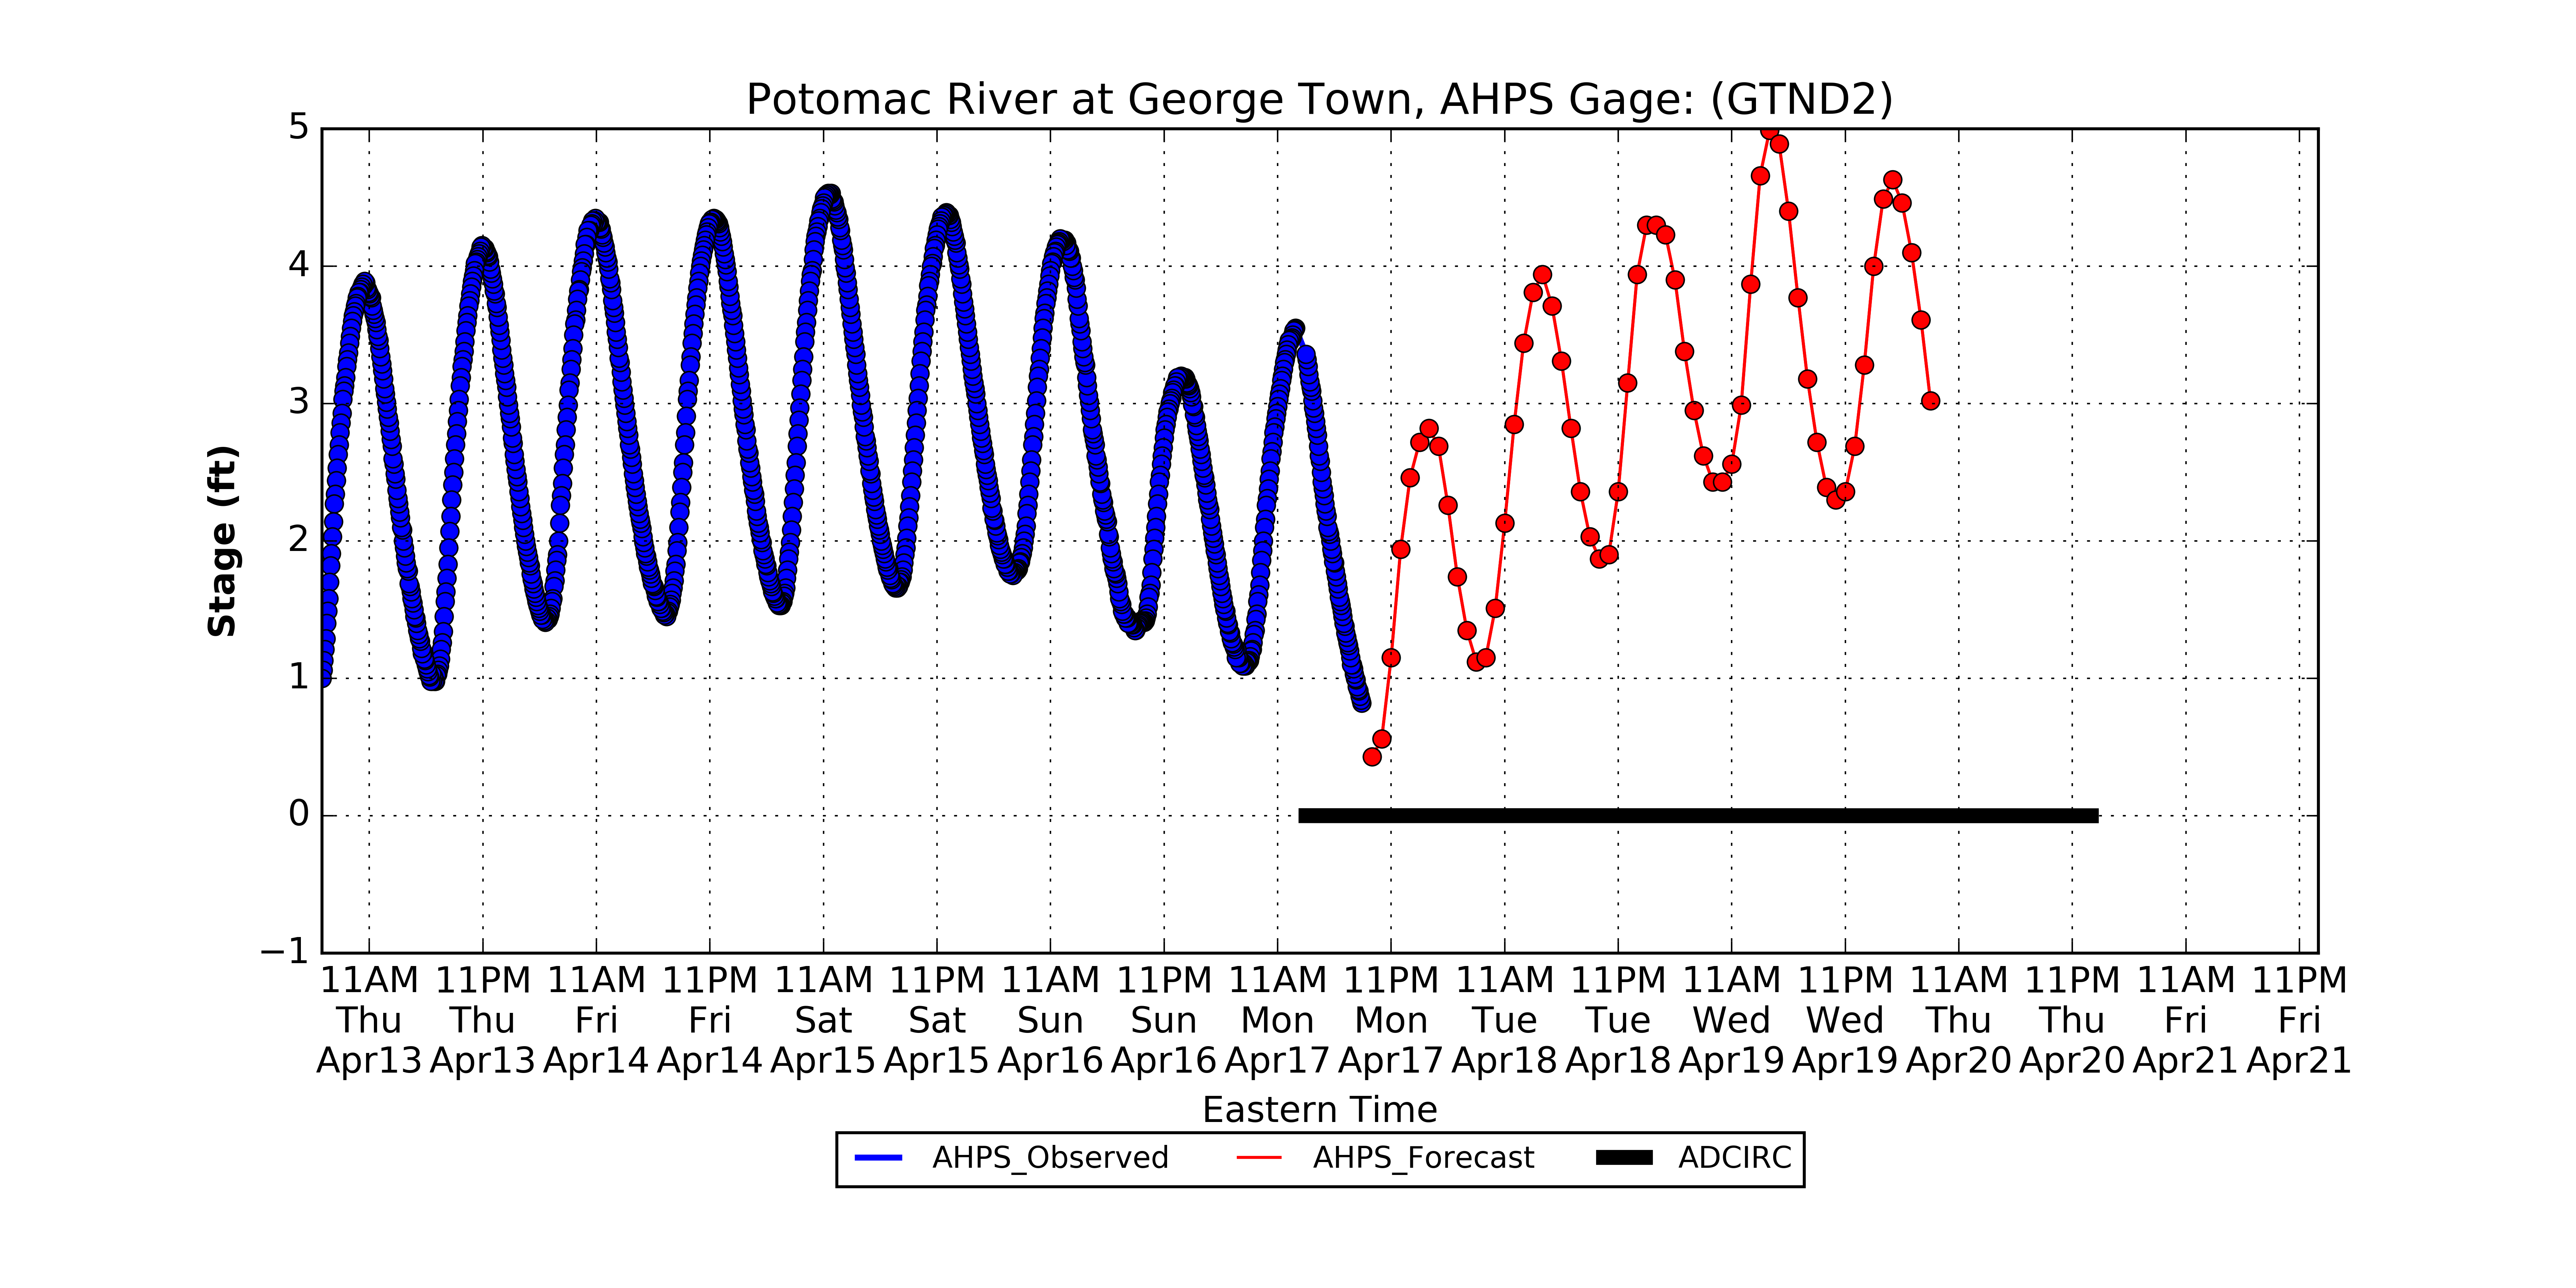 Potomac River at George Town, AHPS Gage: (GTND2)
Stage (ft)
5
4
3
2
1
0
−1
11AM 11PM 11AM 11PM 11AM 11PM 11AM 11PM 11AM 11PM 11AM 11PM 11AM 11PM 11AM 11PM 11AM 11PM
Thu Thu Fri Fri Sat Sat Sun Sun Mon Mon Tue Tue Wed Wed Thu Thu Fri Fri
Apr13 Apr13 Apr14 Apr14 Apr15 Apr15 Apr16 Apr16 Apr17 Apr17 Apr18 Apr18 Apr19 Apr19 Apr20 Apr20 Apr21 Apr21
Eastern Time
AHPS_Observed AHPS_Forecast ADCIRC